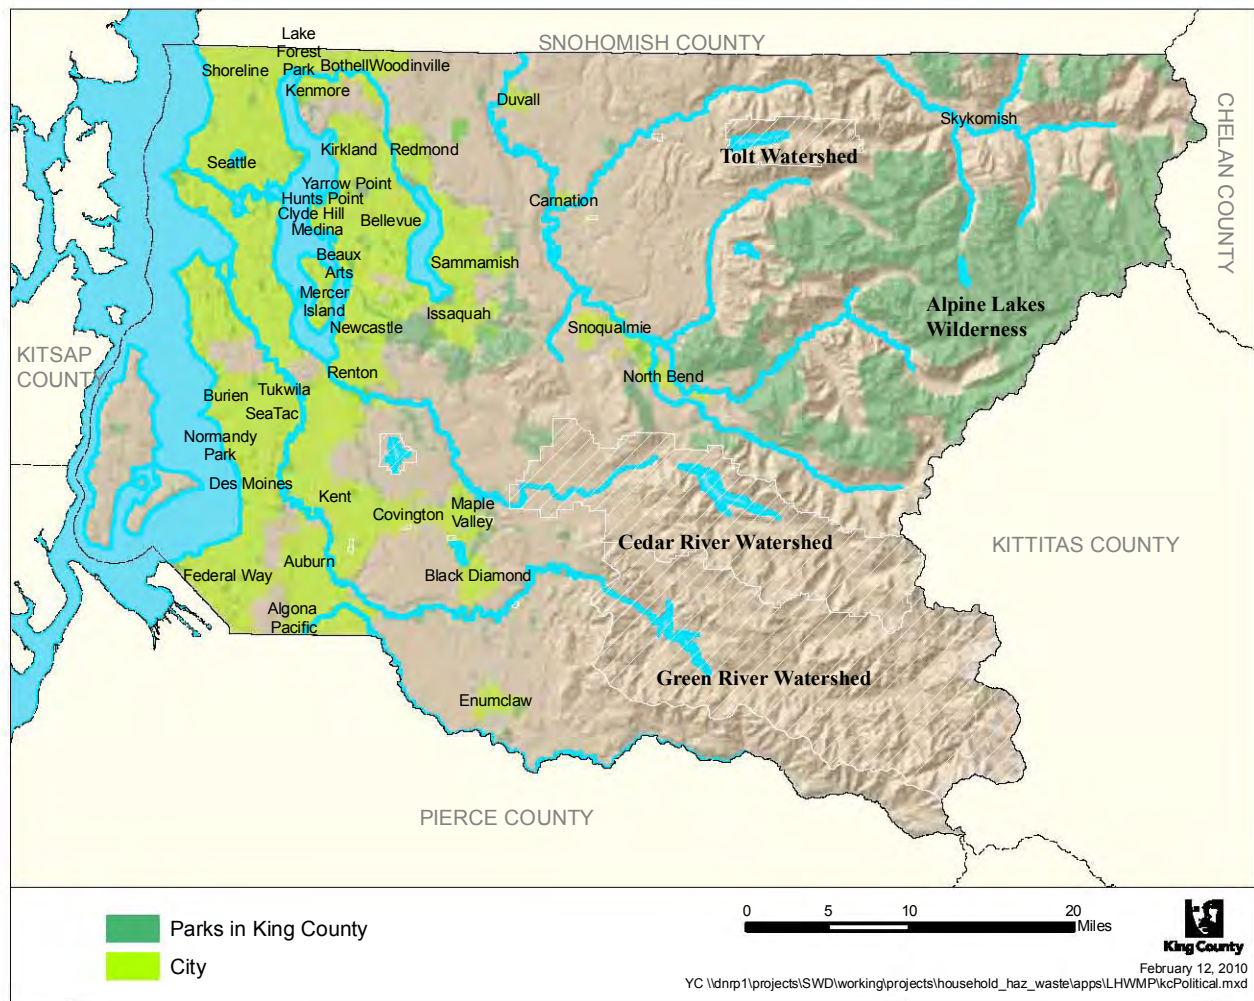 SNOHOMISH COUNTY
Lake
Forest
Park
Shoreline
Bothell
Woodinville
Kenmore
Duvall
CHELAN COUNTY
Skykomish
Seattle
Kirkland
Redmond
Tolt Watershed
Yarrow Point
Hunts Point
Clyde Hill
Medina
Bellevue
Carnation
Beaux
Arts
Sammamish
Mercer
Island
Issaquah
Newcastle
Snoqualmie
Alpine Lakes
Wilderness
KITSAP
COUNTY
Renton
North Bend
Burien
Tukwila
SeaTac
Normandy
Park
Des Moines
Kent
Covington
Maple
Valley
Cedar River Watershed
KITTITAS COUNTY
Auburn
Federal Way
Black Diamond
Algona
Pacific
Green River Watershed
Enumclaw
PIERCE COUNTY
Parks in King County
City
0 5 10 20
Miles
King County
February 12, 2010
YC \\dnrp1\projects\SWD\working\projects\household_haz_waste\apps\LHWMP\kcPolitical.mxd